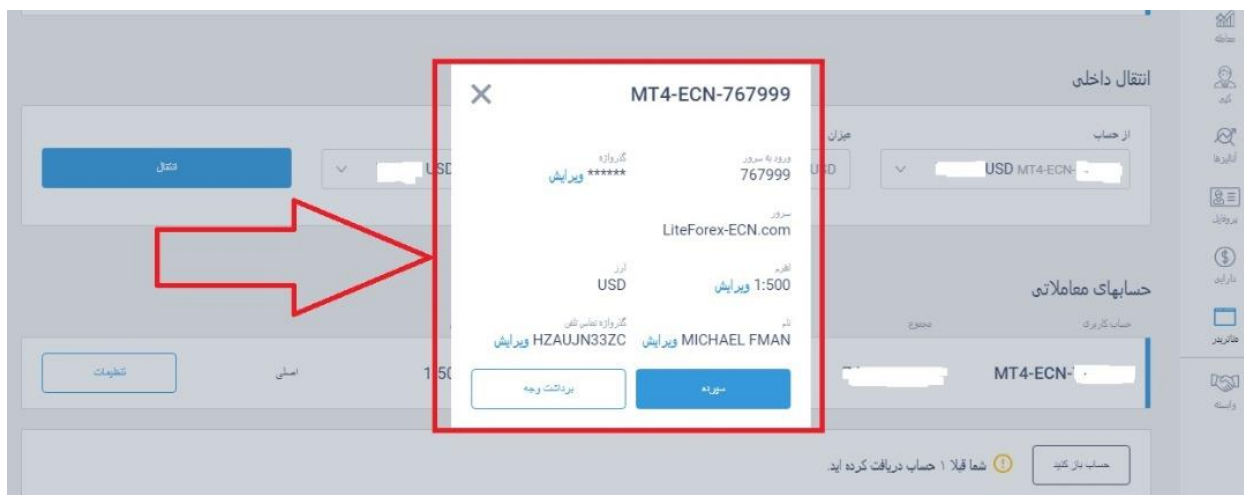 معامله
کپی
آنالیزها
پروفایل
دارایی
متاتریدر
وابسته
انتقال داخلی
از حساب
میزان
USD MT4-ECN-
USD
USD
انتقال
MT4-ECN-767999
ورود به سرور
گذرواژه
767999
****** ویرایش
سرور
LiteForex-ECN.com
اهرم
ارز
1:500 ویرایش
USD
نام
گذرواژه تماس تلفنی
MICHAEL FMAN ویرایش
HZAUJN33ZC ویرایش
سپرده
برداشت وجه
حسابهای معاملاتی
حساب کاربری
مجموع
MT4-ECN-
اصلی
تنظیمات
حساب باز کنید
شما قبلا ۱ حساب دریافت کرده اید.